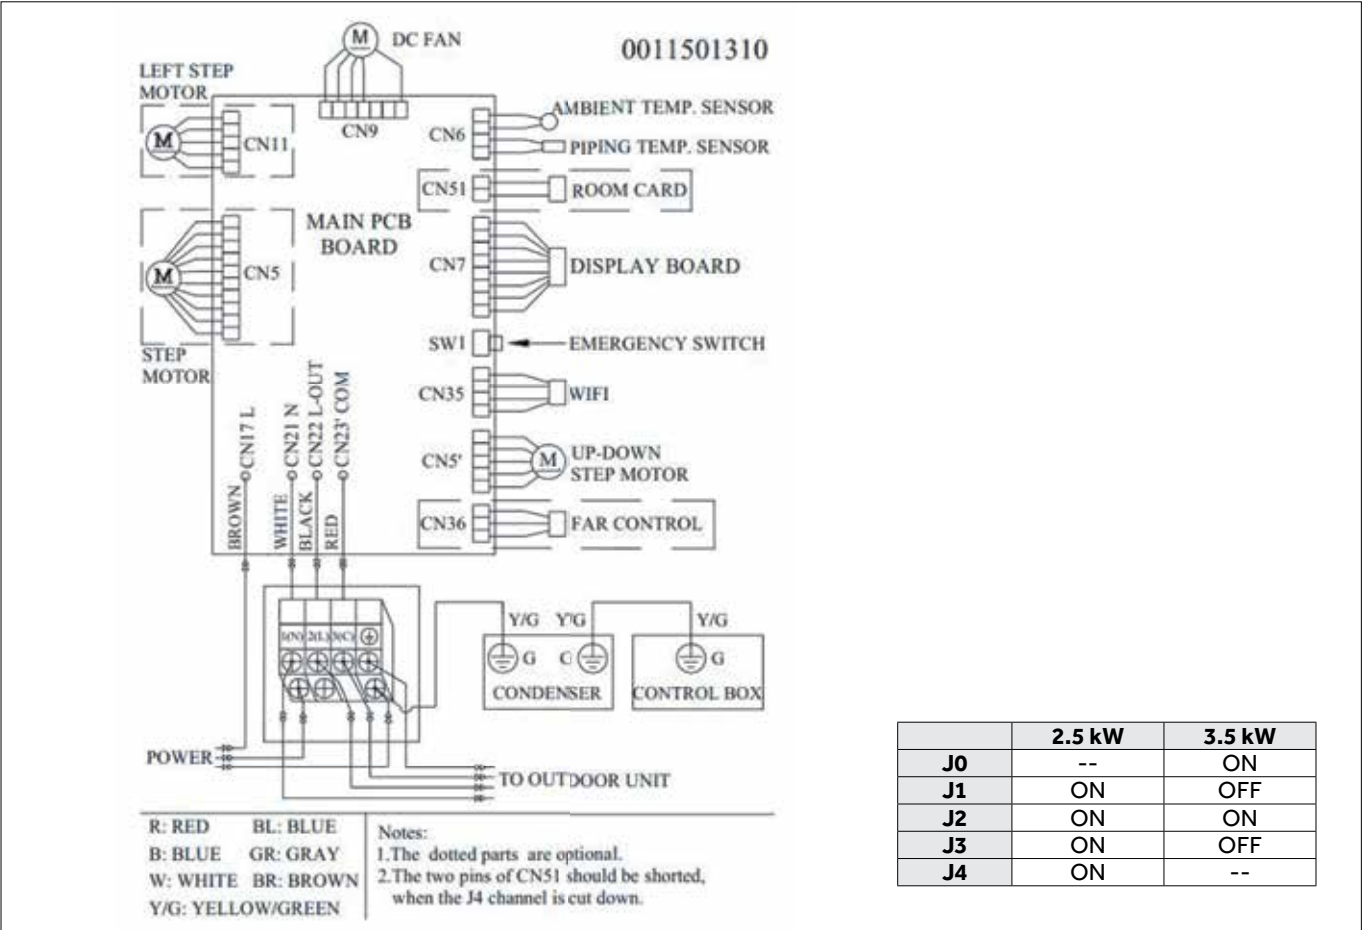 M DC FAN
0011501310
LEFT STEP
MOTOR
M
CN11
CN9
CN6
AMBIENT TEMP. SENSOR
PIPING TEMP. SENSOR
CN51
ROOM CARD
MAIN PCB
BOARD
M
CN5
CN7
DISPLAY BOARD
STEP
MOTOR
SW1
EMERGENCY SWITCH
CN35
WIFI
CN5'
M
UP-DOWN
STEP MOTOR
CN36
FAR CONTROL
CN17 L
CN21 N
CN22 L-OUT
CN23' COM
BROWN
WHITE
BLACK
RED
1(N) 2(L) 3(C)
Y/G Y/G Y/G
G G G
CONDENSER
CONTROL BOX
POWER
TO OUTDOOR UNIT
R: RED BL: BLUE
B: BLUE GR: GRAY
W: WHITE BR: BROWN
Y/G: YELLOW/GREEN
Notes:
1.The dotted parts are optional.
2.The two pins of CN51 should be shorted,
when the J4 channel is cut down.
2.5 kW 3.5 kW
J0 -- ON
J1 ON OFF
J2 ON ON
J3 ON OFF
J4 ON --